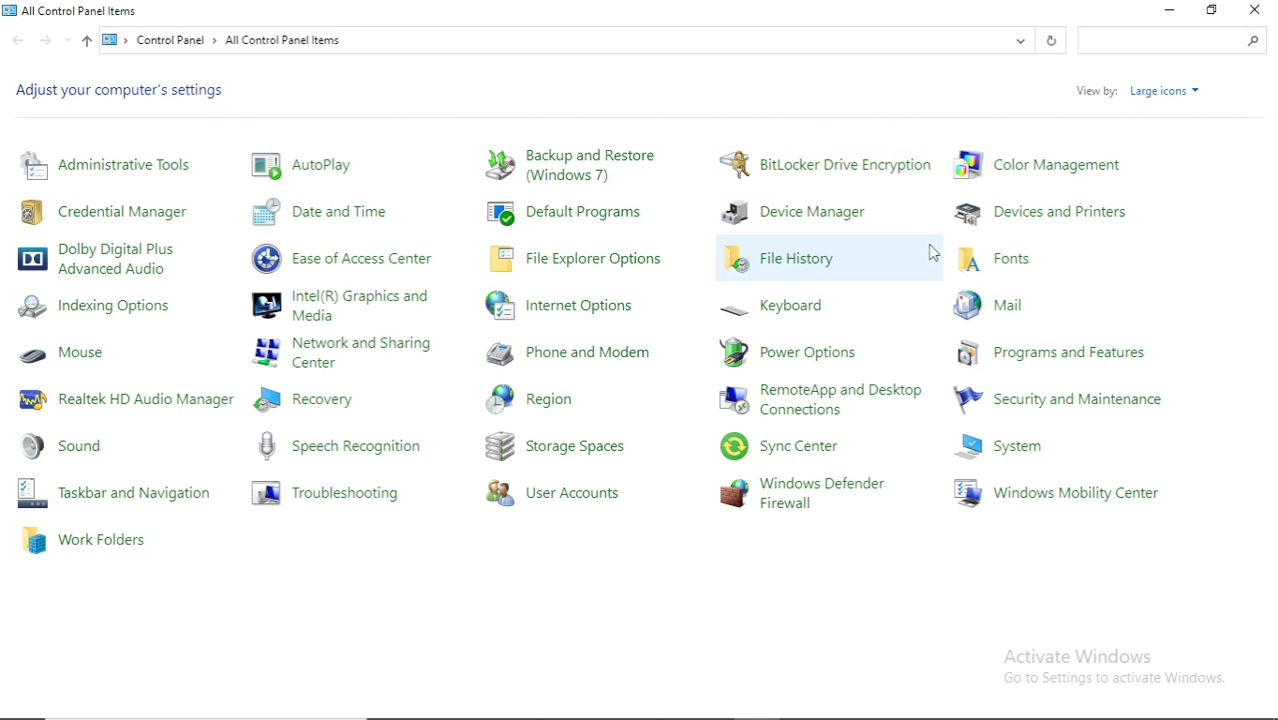 All Control Panel Items
Control Panel
All Control Panel Items
Adjust your computer's settings
View by:
Large icons
Administrative Tools
AutoPlay
Backup and Restore
(Windows 7)
BitLocker Drive Encryption
Color Management
Credential Manager
Date and Time
Default Programs
Device Manager
Devices and Printers
Dolby Digital Plus
Advanced Audio
Ease of Access Center
File Explorer Options
File History
Fonts
Indexing Options
Intel(R) Graphics and
Media
Internet Options
Keyboard
Mail
Mouse
Network and Sharing
Center
Phone and Modem
Power Options
Programs and Features
Realtek HD Audio Manager
Recovery
Region
RemoteApp and Desktop
Connections
Security and Maintenance
Sound
Speech Recognition
Storage Spaces
Sync Center
System
Taskbar and Navigation
Troubleshooting
User Accounts
Windows Defender
Firewall
Windows Mobility Center
Work Folders
Activate Windows
Go to Settings to activate Windows.